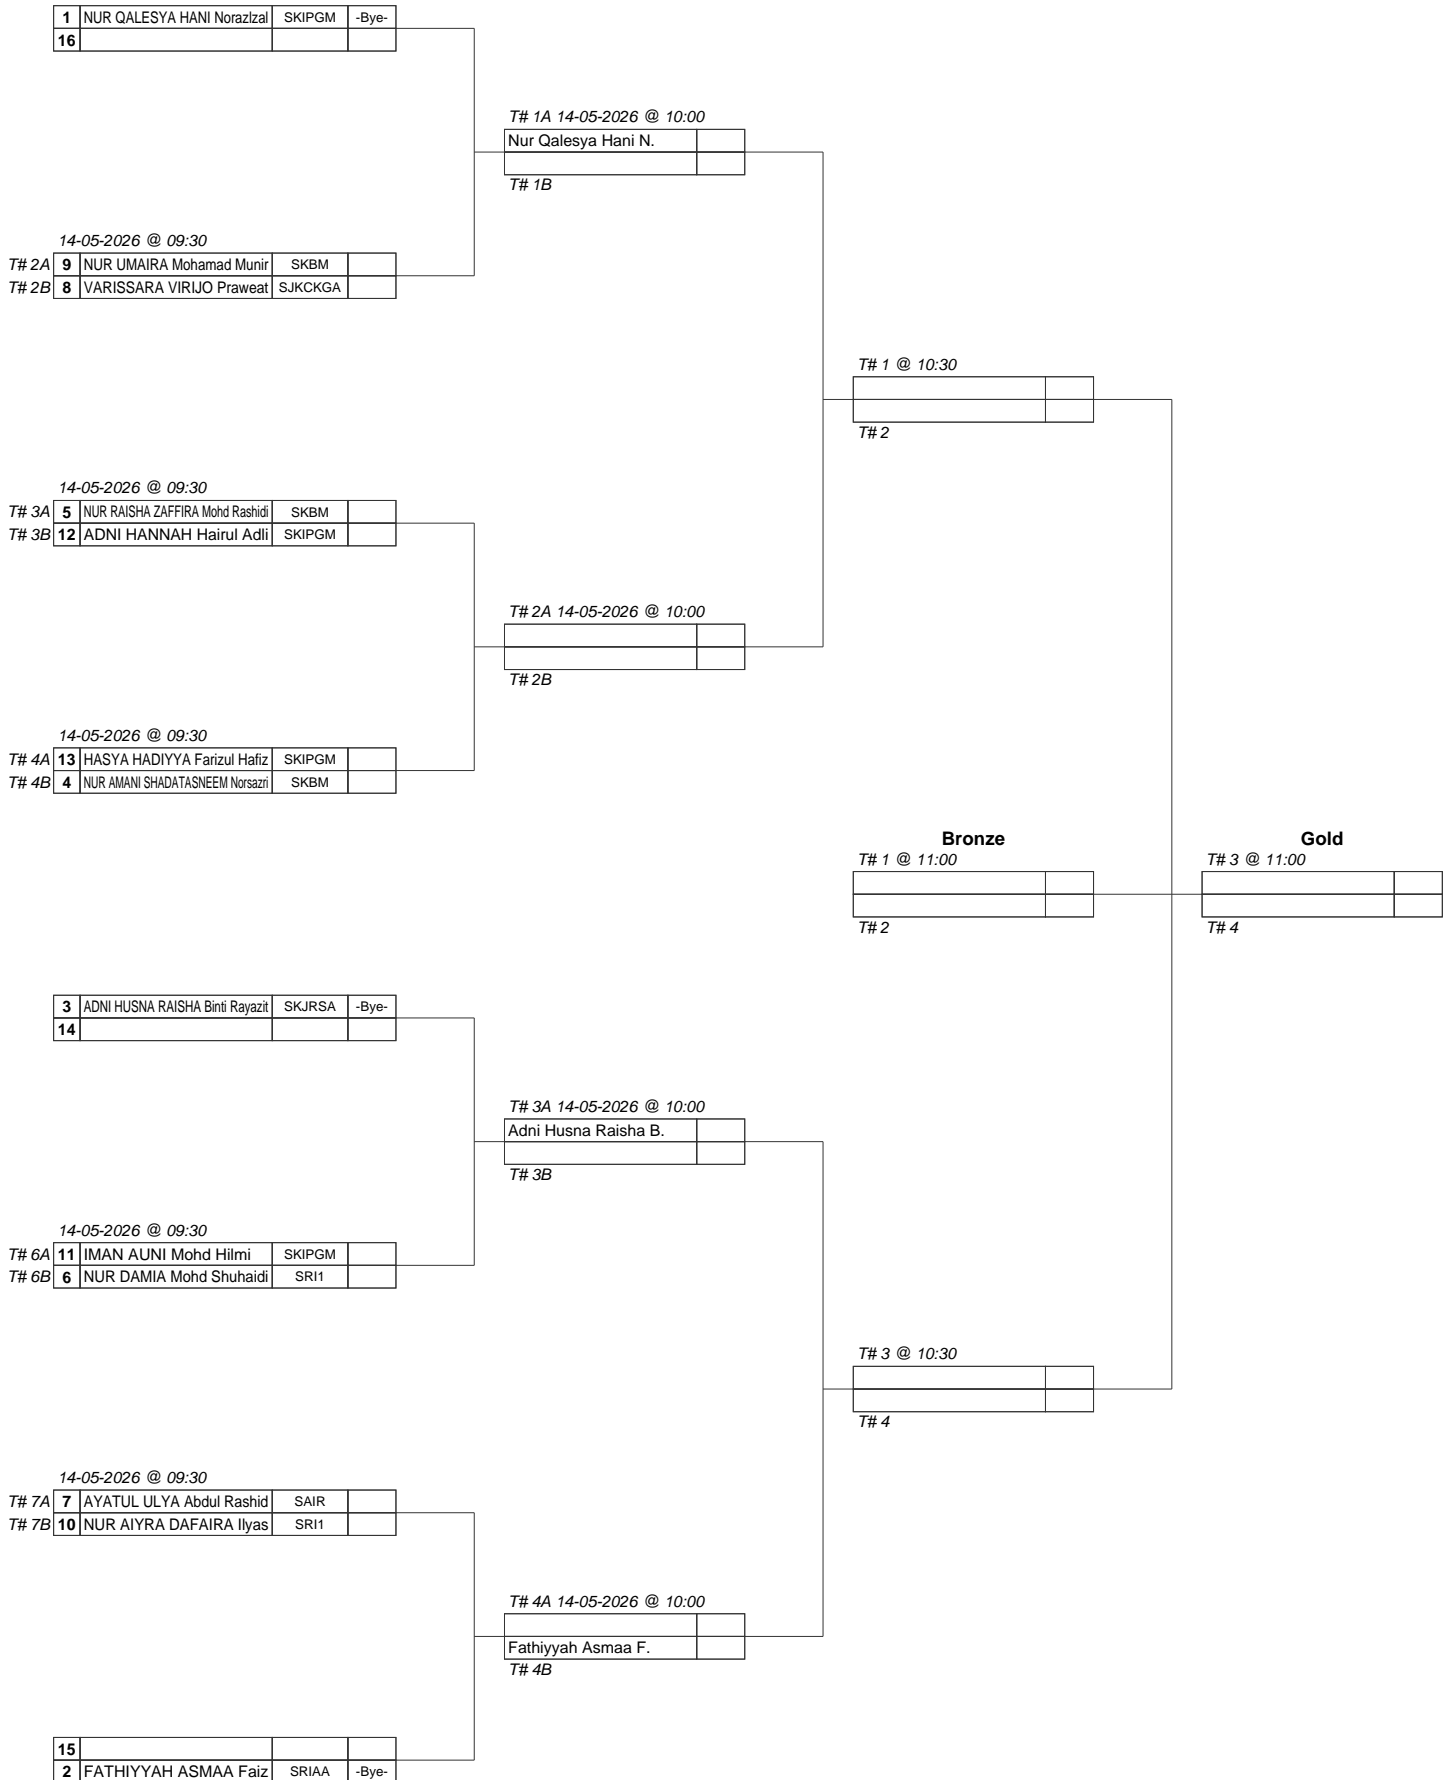 1 NUR QALESYA HANI NorazIzal SKIPGM -Bye-
16
T# 1A 14-05-2026 @ 10:00
Nur Qalesya Hani N.
T# 1B
14-05-2026 @ 09:30
T# 2A 9 NUR UMAIRA Mohamad Munir SKBM
T# 2B 8 VARISSARA VIRIJO Praweat SJKCKGA
T# 1 @ 10:30
T# 2
14-05-2026 @ 09:30
T# 3A 5 NUR RAISHA ZAFFIRA Mohd Rashidi SKBM
T# 3B 12 ADNI HANNAH Hairul Adli SKIPGM
T# 2A 14-05-2026 @ 10:00
T# 2B
14-05-2026 @ 09:30
T# 4A 13 HASYA HADIYYA Farizul Hafiz SKIPGM
T# 4B 4 NUR AMANI SHADATASNEEM Norsazri SKBM
Bronze Gold
T# 1 @ 11:00 T# 3 @ 11:00
T# 2 T# 4
3 ADNI HUSNA RAISHA Binti Rayazit SKJRSA -Bye-
14
T# 3A 14-05-2026 @ 10:00
Adni Husna Raisha B.
T# 3B
14-05-2026 @ 09:30
T# 6A 11 IMAN AUNI Mohd Hilmi SKIPGM
T# 6B 6 NUR DAMIA Mohd Shuhaidi SRI1
T# 3 @ 10:30
T# 4
14-05-2026 @ 09:30
T# 7A 7 AYATUL ULYA Abdul Rashid SAIR
T# 7B 10 NUR AIYRA DAFAIRA Ilyas SRI1
T# 4A 14-05-2026 @ 10:00
Fathiyyah Asmaa F.
T# 4B
15
2 FATHIYYAH ASMAA Faiz SRIAA -Bye-